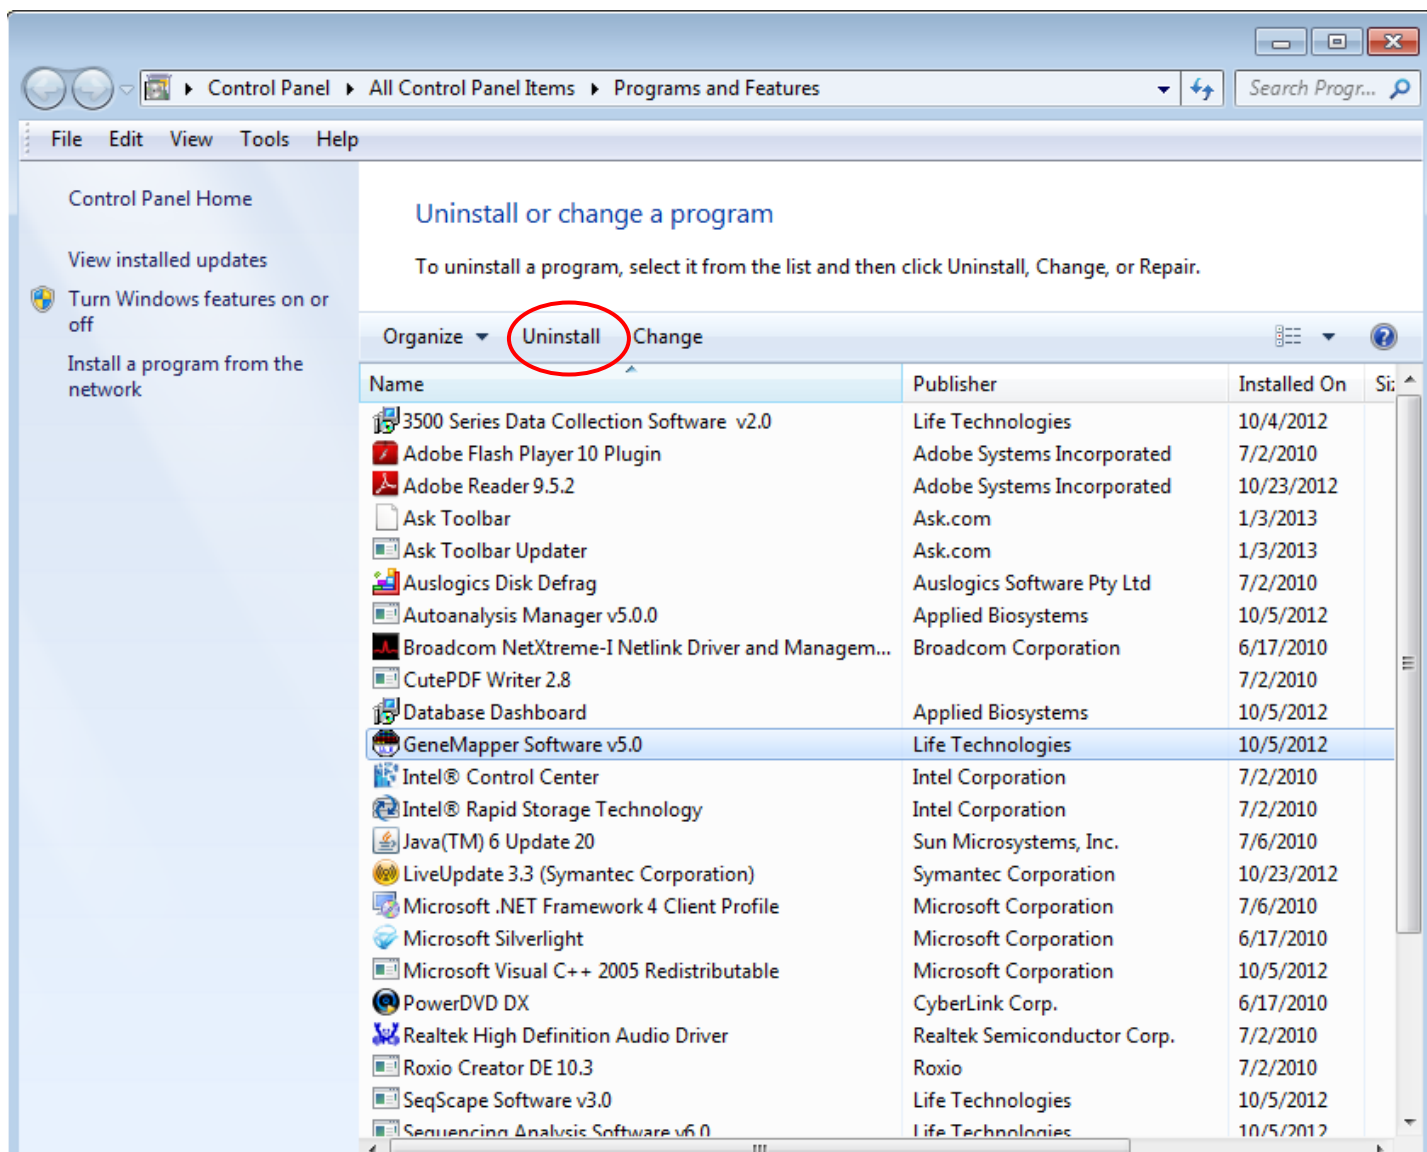 Control Panel ▸ All Control Panel Items ▸ Programs and Features
Search Progr...
File Edit View Tools Help
Control Panel Home
View installed updates
Turn Windows features on or
off
Install a program from the
network
Uninstall or change a program
To uninstall a program, select it from the list and then click Uninstall, Change, or Repair.
Organize Uninstall Change
Name Publisher Installed On Siz
3500 Series Data Collection Software v2.0 Life Technologies 10/4/2012
Adobe Flash Player 10 Plugin Adobe Systems Incorporated 7/2/2010
Adobe Reader 9.5.2 Adobe Systems Incorporated 10/23/2012
Ask Toolbar Ask.com 1/3/2013
Ask Toolbar Updater Ask.com 1/3/2013
Auslogics Disk Defrag Auslogics Software Pty Ltd 7/2/2010
Autoanalysis Manager v5.0.0 Applied Biosystems 10/5/2012
Broadcom NetXtreme-I Netlink Driver and Managem... Broadcom Corporation 6/17/2010
CutePDF Writer 2.8 7/2/2010
Database Dashboard Applied Biosystems 10/5/2012
GeneMapper Software v5.0 Life Technologies 10/5/2012
Intel® Control Center Intel Corporation 7/2/2010
Intel® Rapid Storage Technology Intel Corporation 7/2/2010
Java(TM) 6 Update 20 Sun Microsystems, Inc. 7/6/2010
LiveUpdate 3.3 (Symantec Corporation) Symantec Corporation 10/23/2012
Microsoft .NET Framework 4 Client Profile Microsoft Corporation 7/6/2010
Microsoft Silverlight Microsoft Corporation 6/17/2010
Microsoft Visual C++ 2005 Redistributable Microsoft Corporation 10/5/2012
PowerDVD DX CyberLink Corp. 6/17/2010
Realtek High Definition Audio Driver Realtek Semiconductor Corp. 7/2/2010
Roxio Creator DE 10.3 Roxio 7/2/2010
SeqScape Software v3.0 Life Technologies 10/5/2012
Sequencing Analysis Software v6.0 Life Technologies 10/5/2012